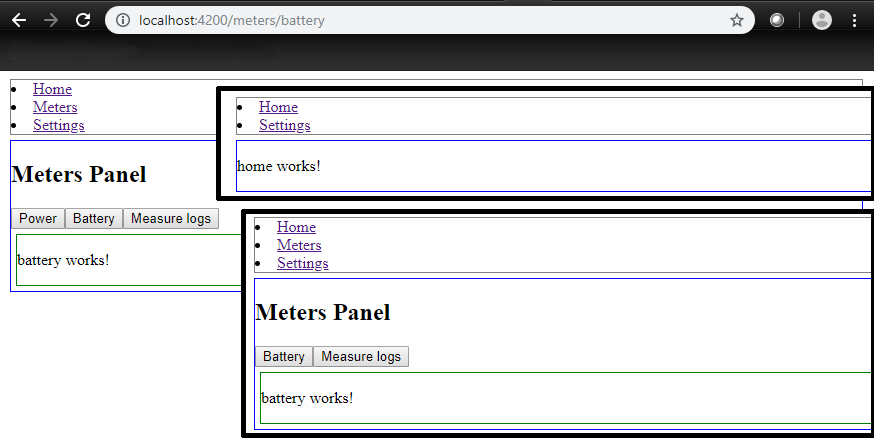 localhost:4200/meters/battery
Home
Meters
Settings
Meters Panel
Power Battery Measure logs
battery works!
Home
Settings
home works!
Home
Meters
Settings
Meters Panel
Battery Measure logs
battery works!